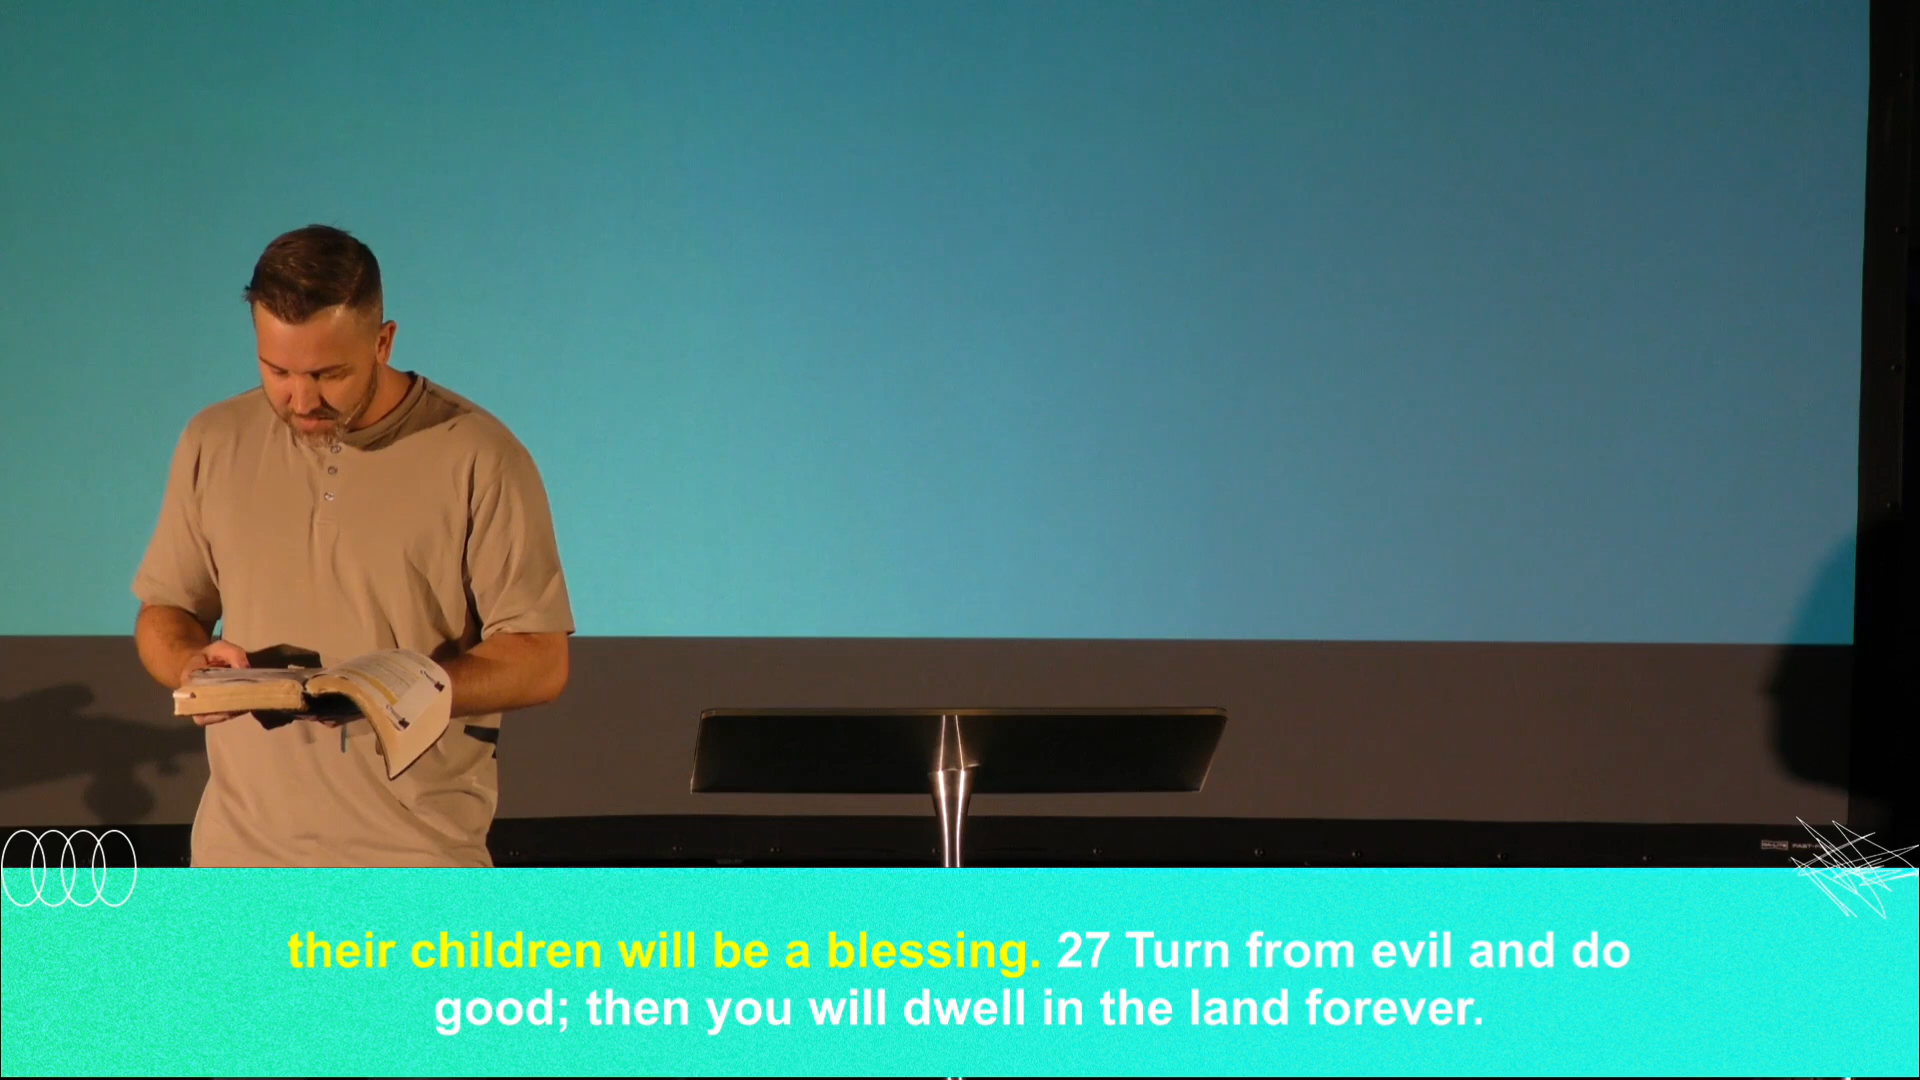 their children will be a blessing. 27 Turn from evil and do
good; then you will dwell in the land forever.